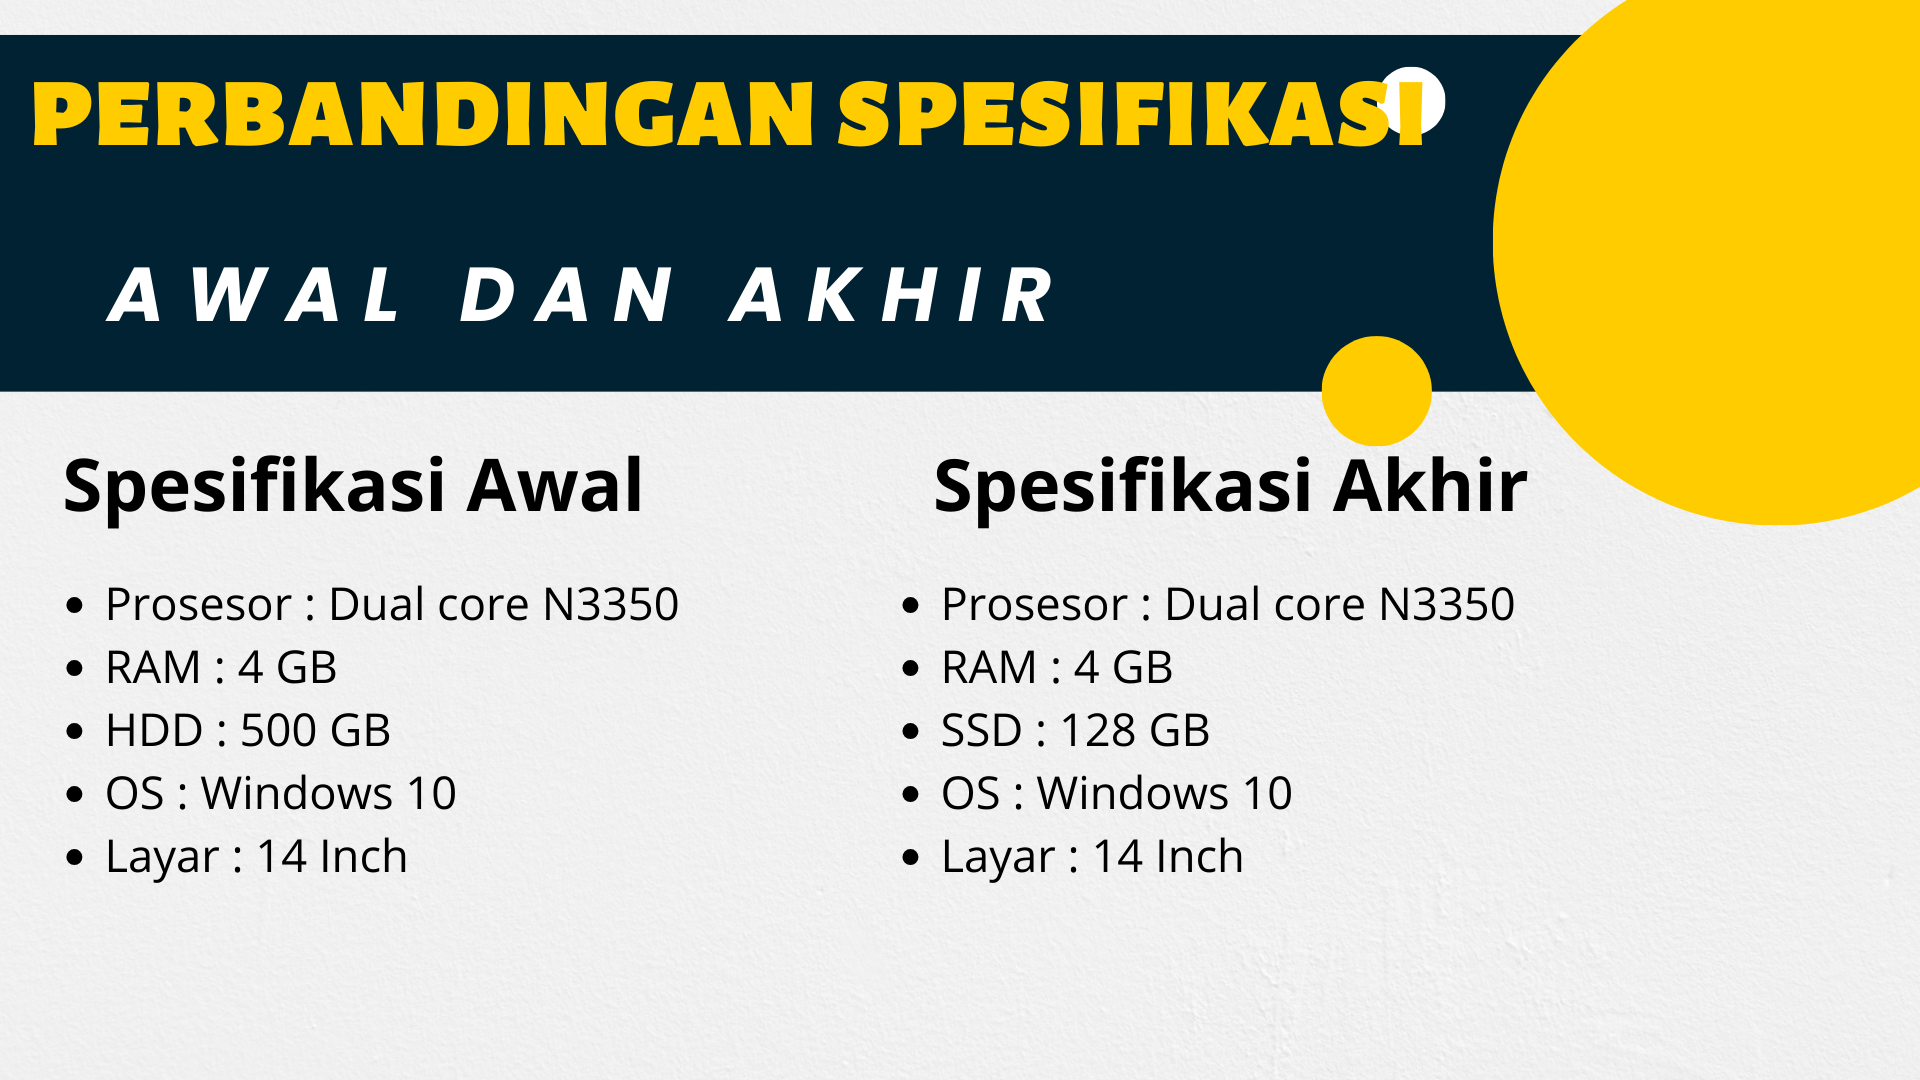 PERBANDINGAN SPESIFIKASI
AWAL DAN AKHIR
Spesifikasi Awal
• Prosesor : Dual core N3350
• RAM : 4 GB
• HDD : 500 GB
• OS : Windows 10
• Layar : 14 Inch
Spesifikasi Akhir
• Prosesor : Dual core N3350
• RAM : 4 GB
• SSD : 128 GB
• OS : Windows 10
• Layar : 14 Inch